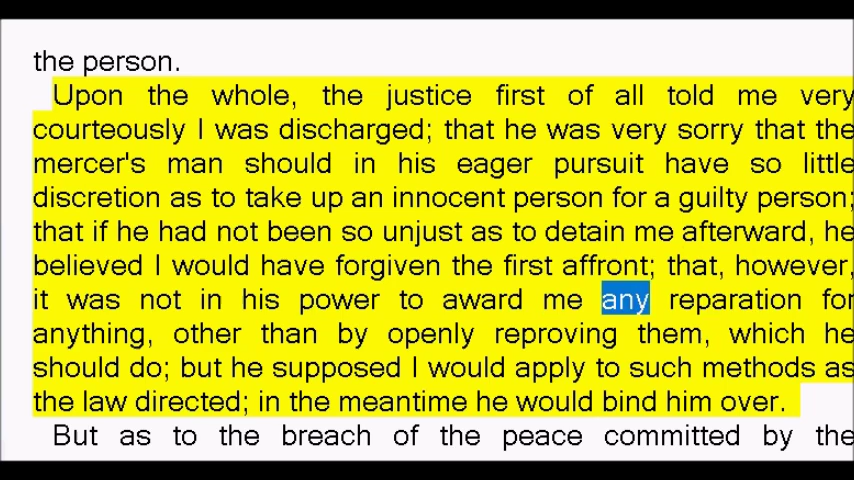 the person.
Upon the whole, the justice first of all told me very
courteously I was discharged; that he was very sorry that the
mercer's man should in his eager pursuit have so little
discretion as to take up an innocent person for a guilty person;
that if he had not been so unjust as to detain me afterward, he
believed I would have forgiven the first affront; that, however,
it was not in his power to award me any reparation for
anything, other than by openly reproving them, which he
should do; but he supposed I would apply to such methods as
the law directed; in the meantime he would bind him over.
But as to the breach of the peace committed by the